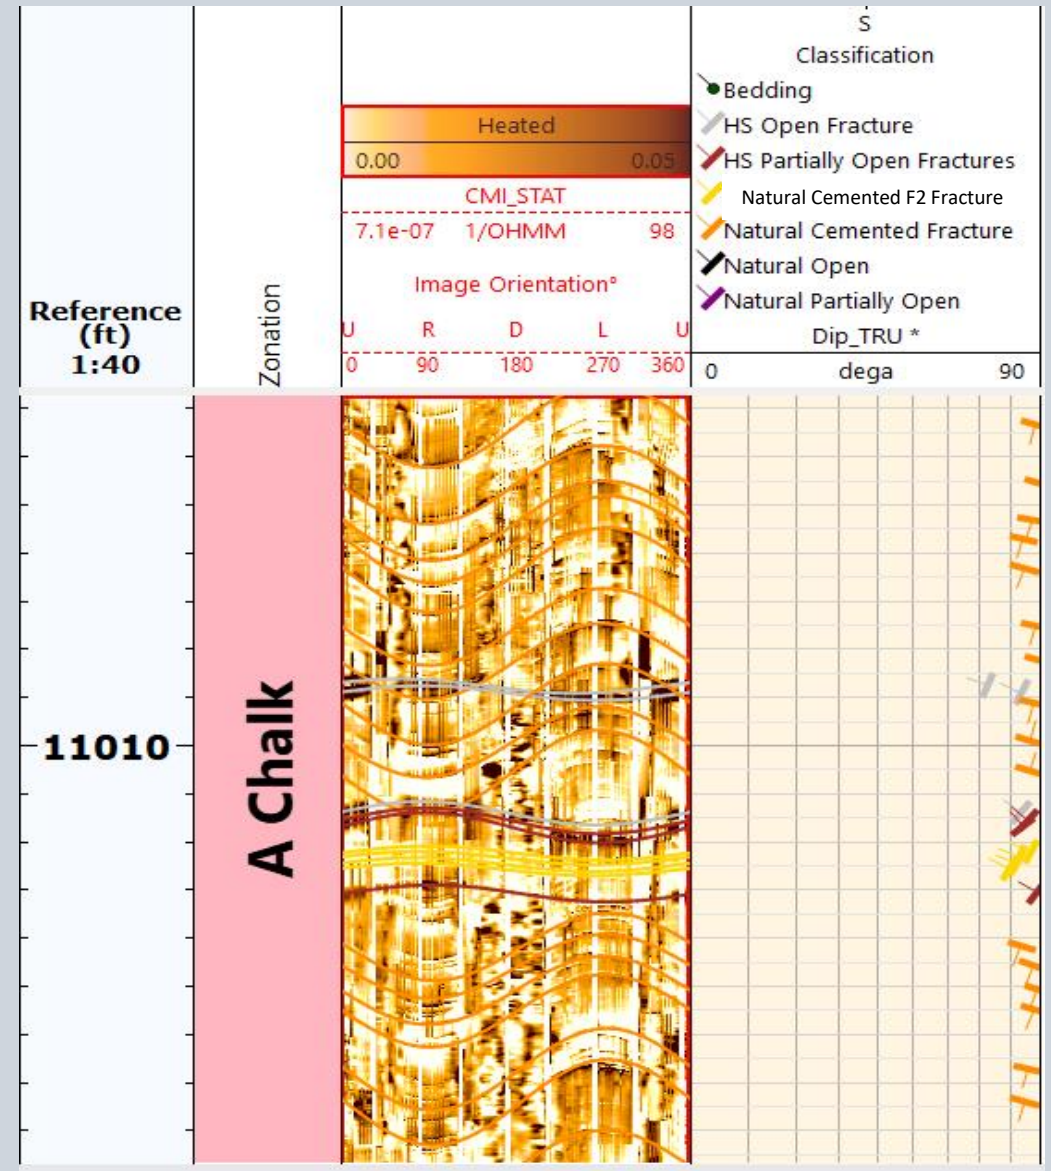 Reference
(ft)
1:40
Zonation
Heated
0.00 0.05
CMI_STAT
7.1e-07 1/OHMM 98
Image Orientation°
U R D L U
0 90 180 270 360
S
Classification
Bedding
HS Open Fracture
HS Partially Open Fractures
Natural Cemented F2 Fracture
Natural Cemented Fracture
Natural Open
Natural Partially Open
Dip_TRU *
0 dega 90
11010
A Chalk